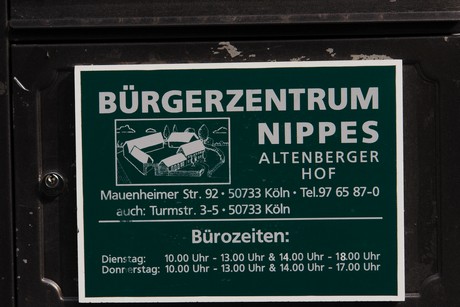 BÜRGERZENTRUM
NIPPES
ALTENBERGER
HOF
Mauenheimer Str. 92 · 50733 Köln · Tel.97 65 87-0
auch: Turmstr. 3-5 · 50733 Köln
Bürozeiten:
Dienstag: 10.00 Uhr - 13.00 Uhr & 14.00 Uhr - 18.00 Uhr
Donnerstag: 10.00 Uhr - 13.00 Uhr & 14.00 Uhr - 17.00 Uhr